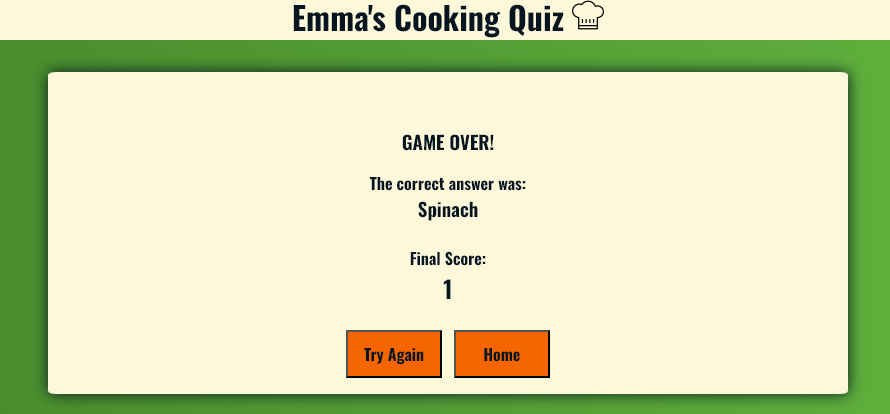 Emma's Cooking Quiz
GAME OVER!
The correct answer was:
Spinach
Final Score:
1
Try Again
Home